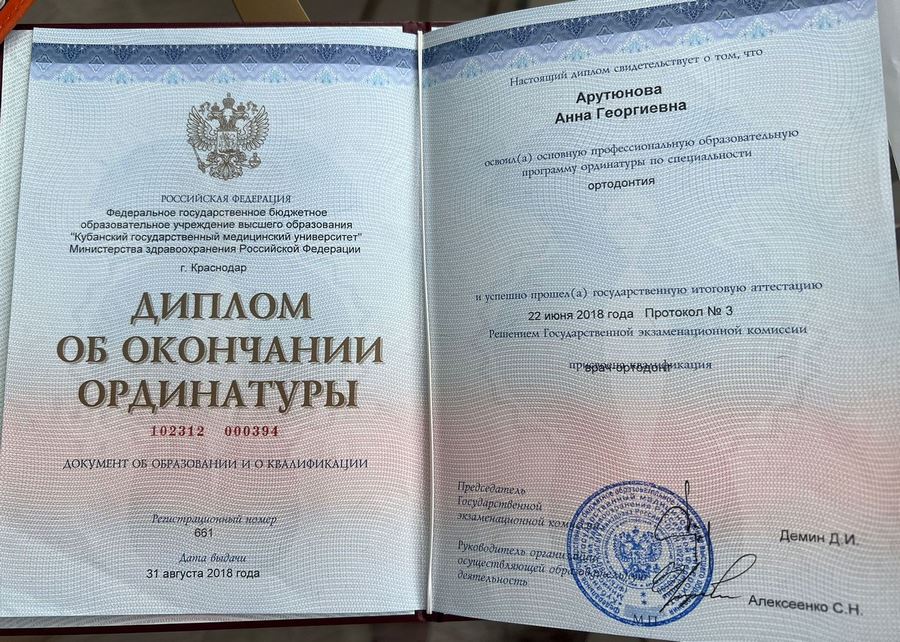 РОССИЙСКАЯ ФЕДЕРАЦИЯ
Федеральное государственное бюджетное
образовательное учреждение высшего образования
"Кубанский государственный медицинский университет"
Министерства здравоохранения Российской Федерации
г. Краснодар
ДИПЛОМ
ОБ ОКОНЧАНИИ
ОРДИНАТУРЫ
102312 000394
ДОКУМЕНТ ОБ ОБРАЗОВАНИИ И О КВАЛИФИКАЦИИ
Регистрационный номер
661
Дата выдачи
31 августа 2018 года
Настоящий диплом свидетельствует о том, что
Арутюнова
Анна Георгиевна
освоил(а) основную профессиональную образовательную
программу ординатуры по специальности
ортодонтия
и успешно прошел(а) государственную итоговую аттестацию
22 июня 2018 года Протокол № 3
Решением Государственной экзаменационной комиссии
присвоена квалификация
врач-ортодонт
Председатель
Государственной
экзаменационной комиссии
Демин Д.И.
Руководитель организации,
осуществляющей образовательную
деятельность
Алексеенко С.Н.
М.П.